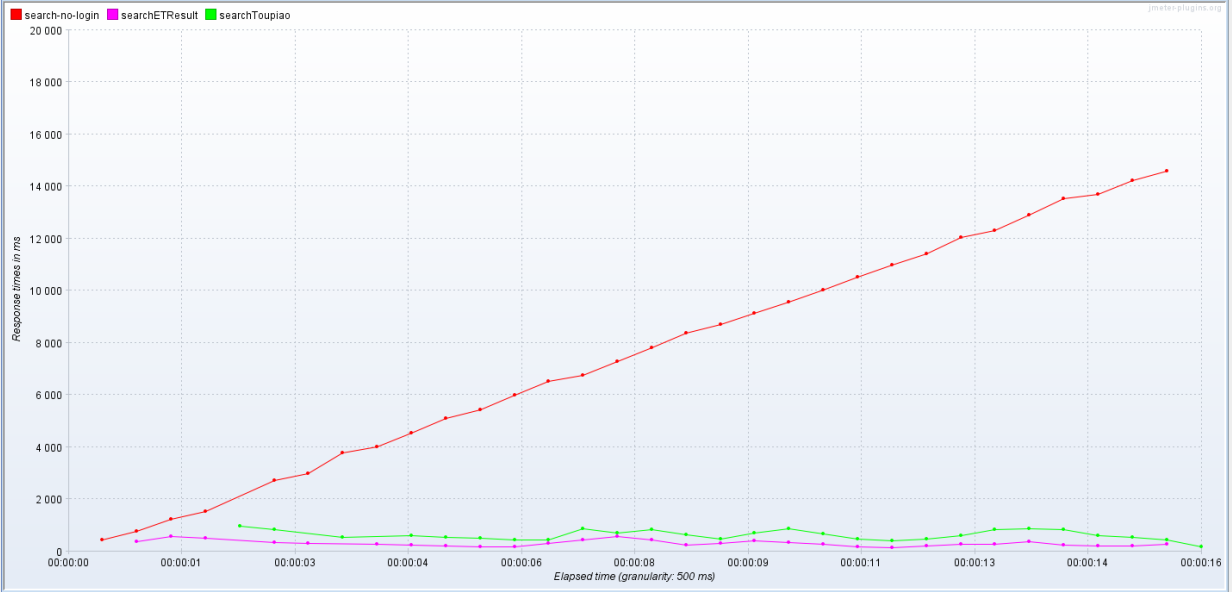 search-no-login searchETResult searchToupiao
jmeter-plugins.org
20 000
18 000
16 000
14 000
12 000
10 000
8 000
6 000
4 000
2 000
0
Response times in ms
00:00:00 00:00:01 00:00:03 00:00:04 00:00:06 00:00:08 00:00:09 00:00:11 00:00:13 00:00:14 00:00:16
Elapsed time (granularity: 500 ms)